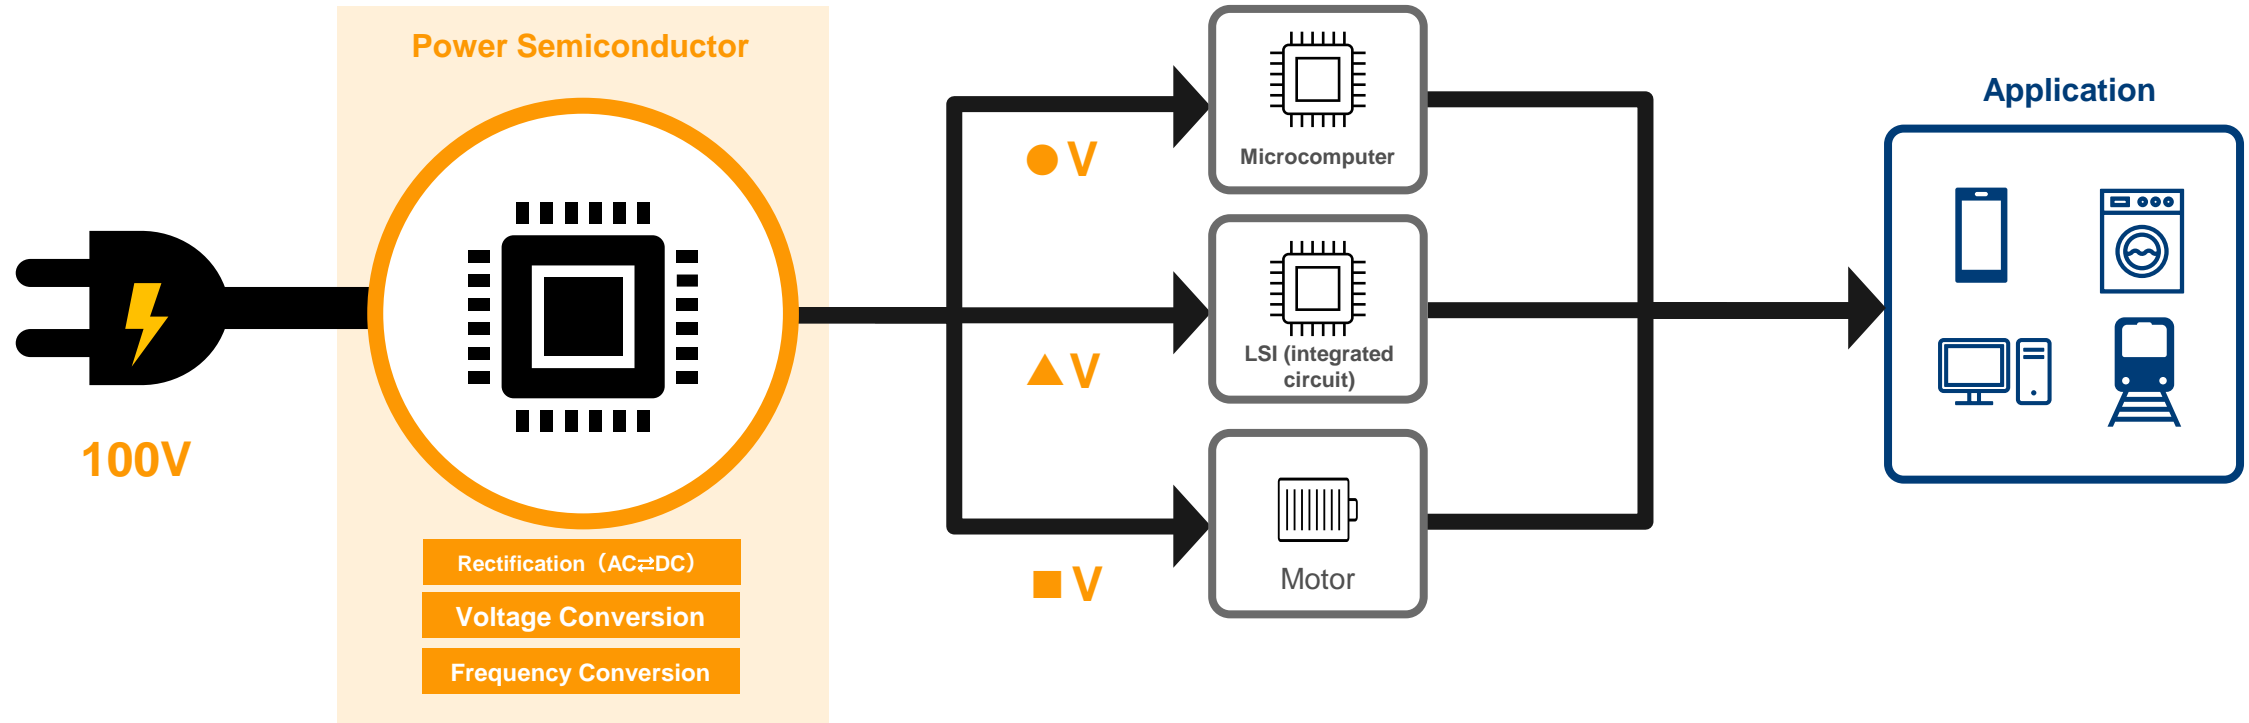 Power Semiconductor
100V
Rectification（AC⇄DC）
Voltage Conversion
Frequency Conversion
●V
▲V
■V
Microcomputer
LSI (integrated
circuit)
Motor
Application